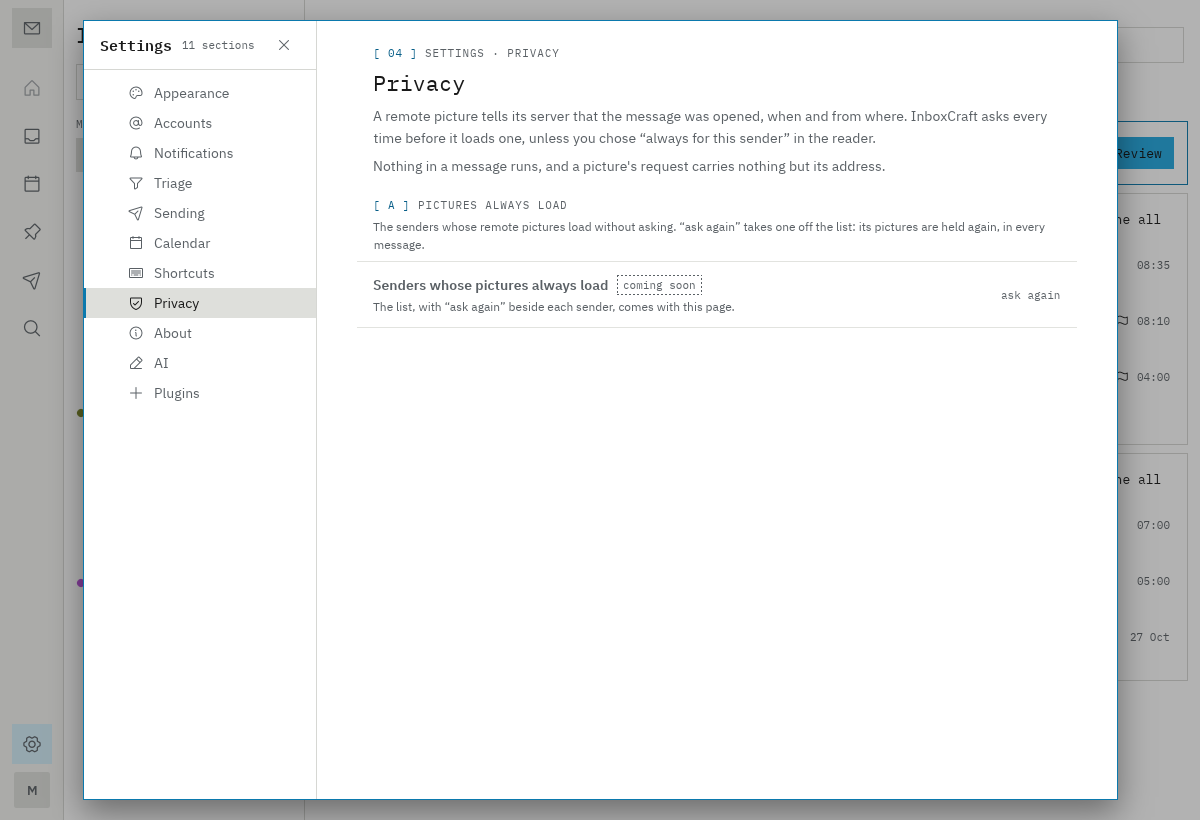 Settings 11 sections
Appearance
Accounts
Notifications
Triage
Sending
Calendar
Shortcuts
Privacy
About
AI
Plugins
[ 04 ] SETTINGS · PRIVACY
Privacy
A remote picture tells its server that the message was opened, when and from where. InboxCraft asks every
time before it loads one, unless you chose “always for this sender” in the reader.
Nothing in a message runs, and a picture's request carries nothing but its address.
[ A ] PICTURES ALWAYS LOAD
The senders whose remote pictures load without asking. “ask again” takes one off the list: its pictures are held again, in every
message.
Senders whose pictures always load coming soon
The list, with “ask again” beside each sender, comes with this page.
ask again
Review
all
08:35
08:10
04:00
all
07:00
05:00
27 Oct
M